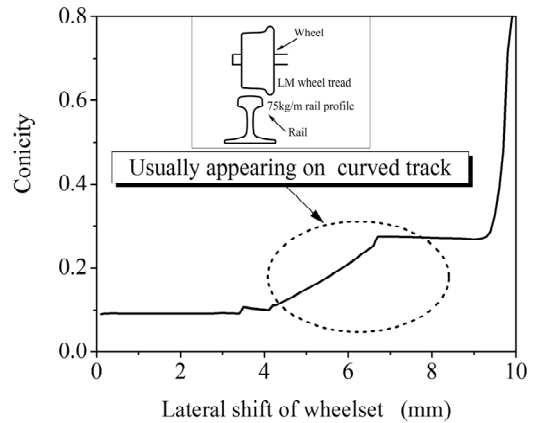 0.8
0.6
0.4
0.2
0.0
Conicity
Wheel
LM wheel tread
75kg/m rail profile
Rail
Usually appearing on curved track
0 2 4 6 8 10
Lateral shift of wheelset (mm)